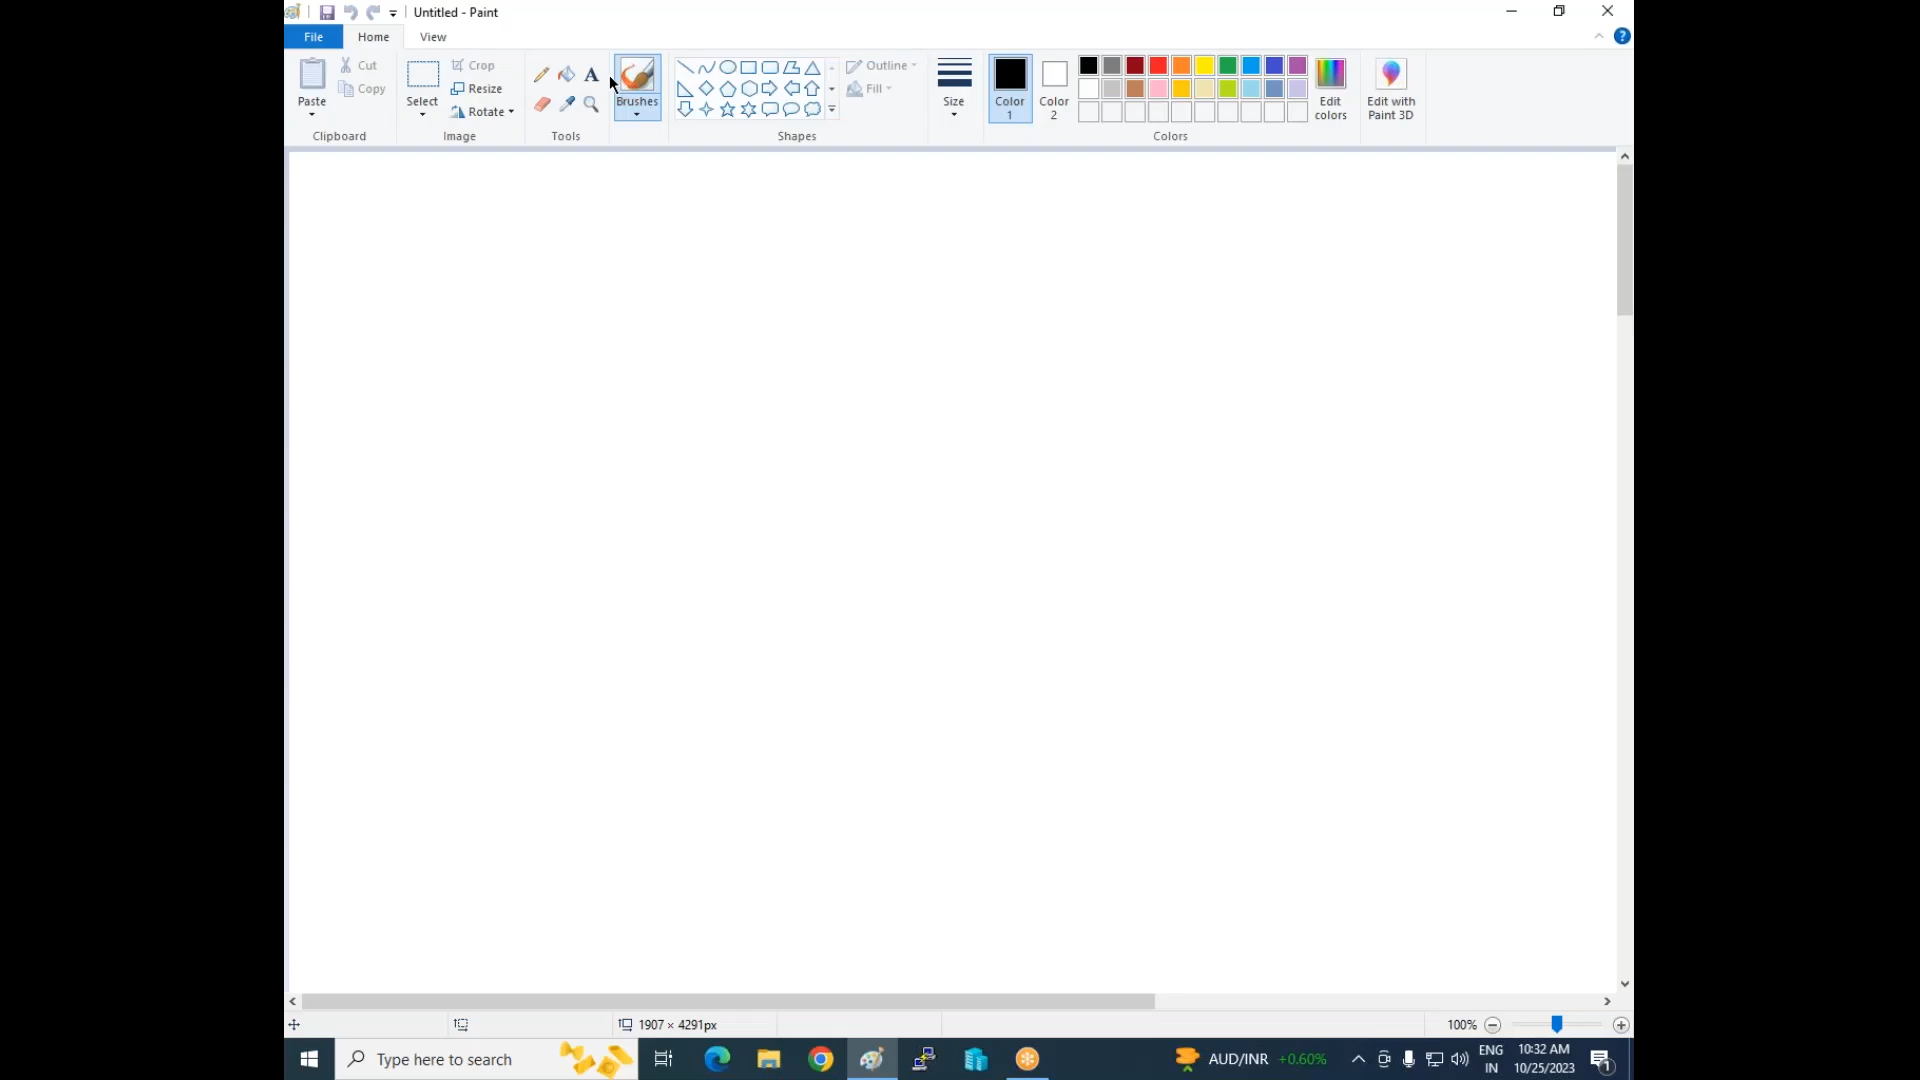 Untitled - Paint
File Home View
Paste Cut Copy Select Crop Resize Rotate A Brushes Outline Fill Size Color 1 Color 2 Edit colors Edit with Paint 3D
Clipboard Image Tools Shapes Colors
1907 × 4291px 100%
Type here to search AUD/INR +0.60% ENG IN 10:32 AM 10/25/2023 1